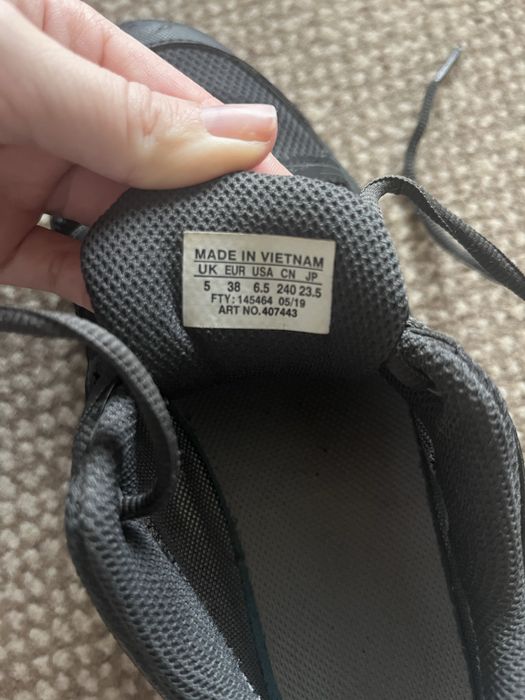 MADE IN VIETNAM
UK EUR USA CN JP
5 38 6.5 240 23.5
FTY: 145464 05/19
ART NO. 407443